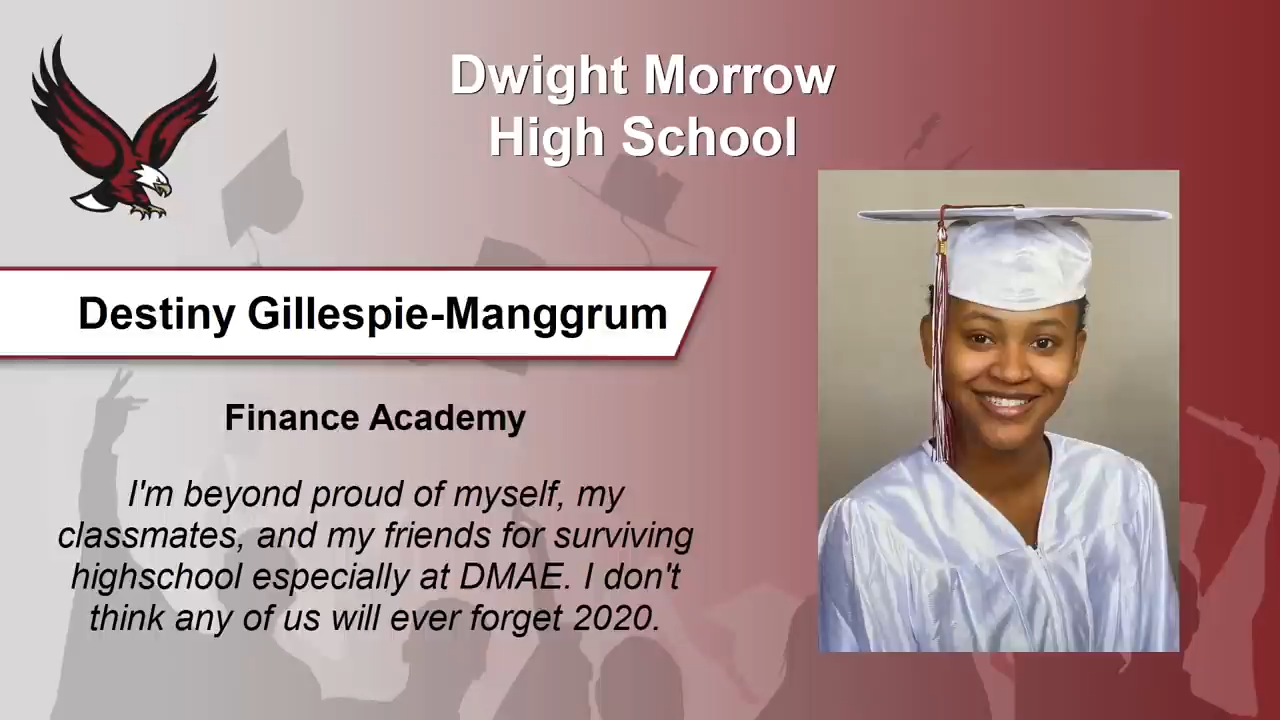 Dwight Morrow
High School
Destiny Gillespie-Manggrum
Finance Academy
I'm beyond proud of myself, my
classmates, and my friends for surviving
highschool especially at DMAE. I don't
think any of us will ever forget 2020.